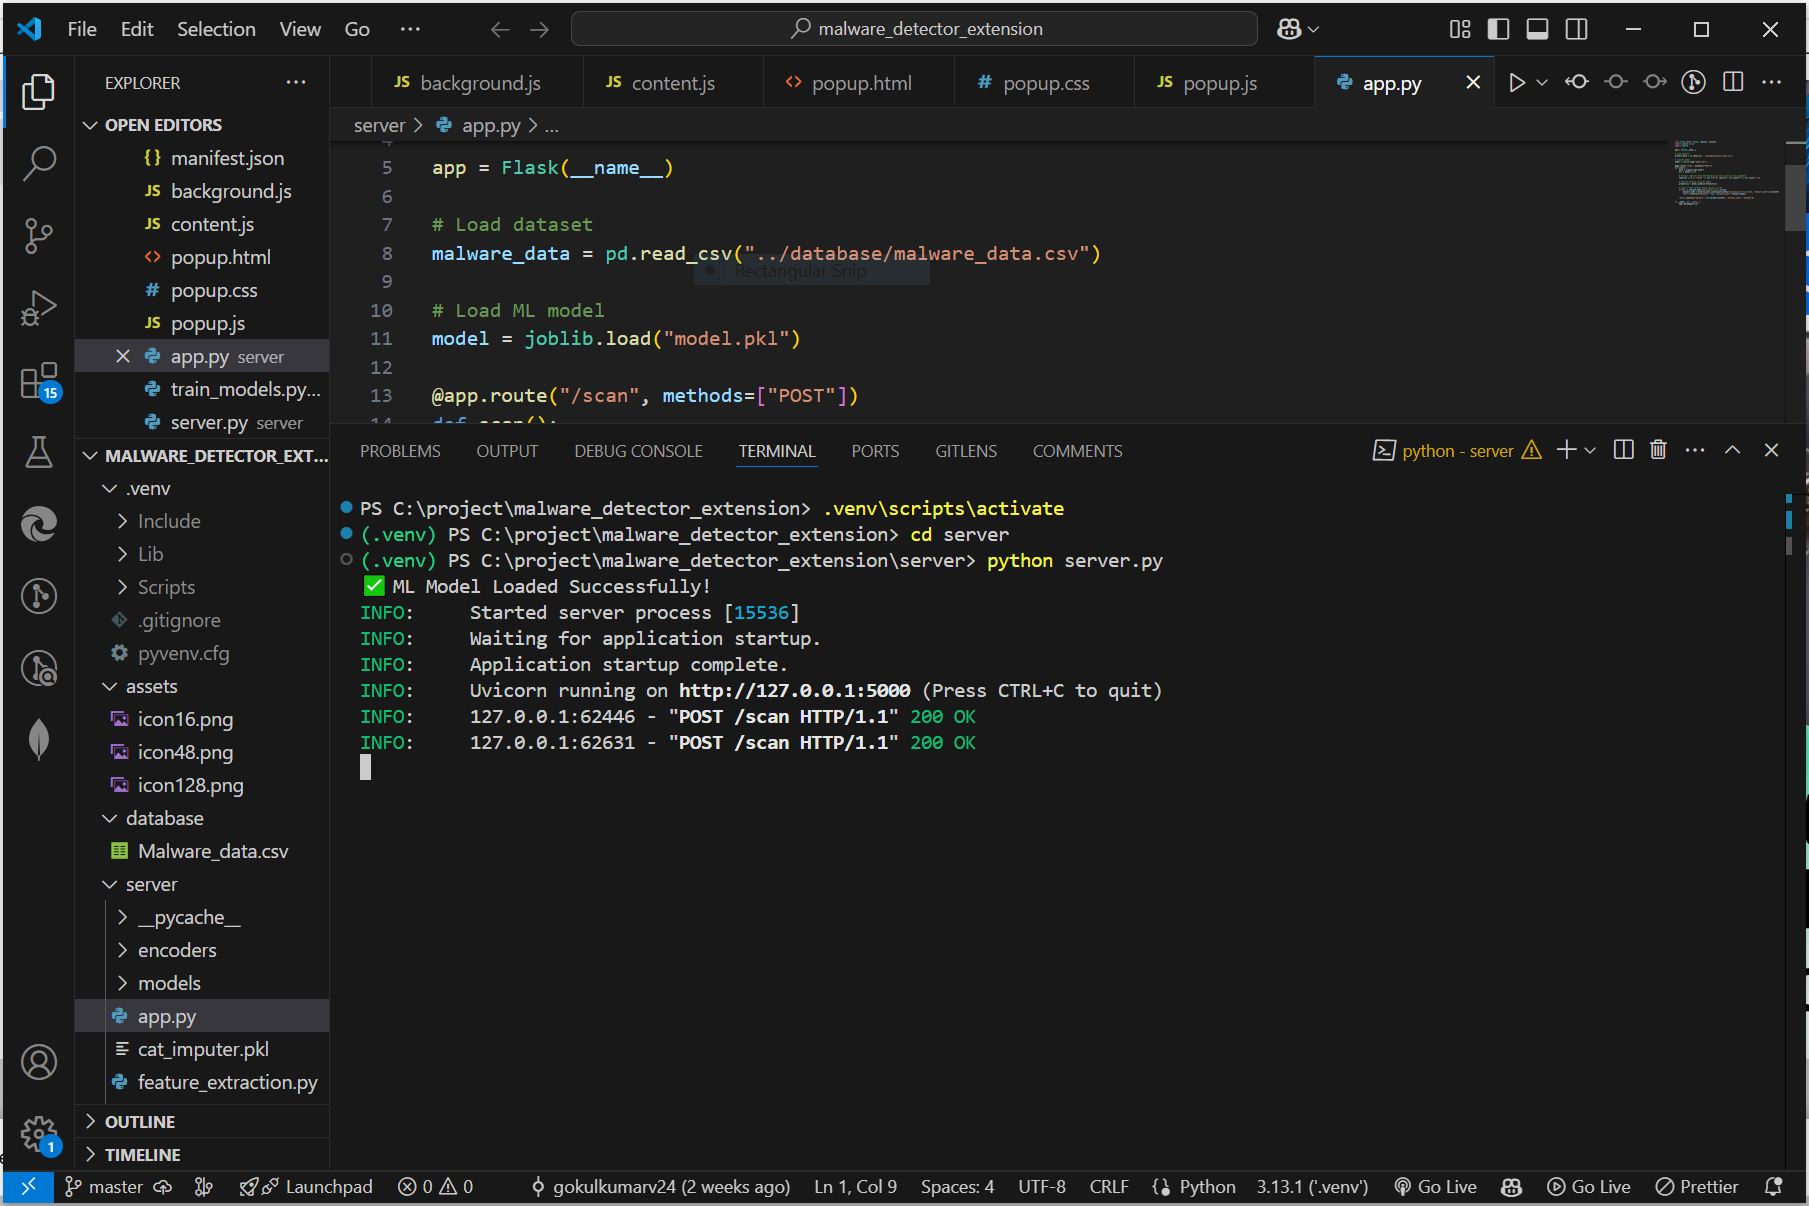 File Edit Selection View Go ...
malware_detector_extension
EXPLORER ...
OPEN EDITORS
{} manifest.json
JS background.js
JS content.js
<> popup.html
# popup.css
JS popup.js
app.py server
train_models.py...
server.py server
MALWARE_DETECTOR_EXT...
.venv
Include
Lib
Scripts
.gitignore
pyvenv.cfg
assets
icon16.png
icon48.png
icon128.png
database
Malware_data.csv
server
__pycache__
encoders
models
app.py
cat_imputer.pkl
feature_extraction.py
OUTLINE
TIMELINE
15
1
JS background.js
JS content.js
<> popup.html
# popup.css
JS popup.js
app.py
server > app.py > ...
5 app = Flask(__name__)
6
7 # Load dataset
8 malware_data = pd.read_csv("../database/malware_data.csv")
Rectangular Snip
9
10 # Load ML model
11 model = joblib.load("model.pkl")
12
13 @app.route("/scan", methods=["POST"])
14 def scan():
PROBLEMS OUTPUT DEBUG CONSOLE TERMINAL PORTS GITLENS COMMENTS
python - server
PS C:\project\malware_detector_extension> .venv\scripts\activate
(.venv) PS C:\project\malware_detector_extension> cd server
(.venv) PS C:\project\malware_detector_extension\server> python server.py
✅ ML Model Loaded Successfully!
INFO: Started server process [15536]
INFO: Waiting for application startup.
INFO: Application startup complete.
INFO: Uvicorn running on http://127.0.0.1:5000 (Press CTRL+C to quit)
INFO: 127.0.0.1:62446 - "POST /scan HTTP/1.1" 200 OK
INFO: 127.0.0.1:62631 - "POST /scan HTTP/1.1" 200 OK
master Launchpad 0 0 gokulkumarv24 (2 weeks ago) Ln 1, Col 9 Spaces: 4 UTF-8 CRLF Python 3.13.1 ('.venv') Go Live Go Live Prettier